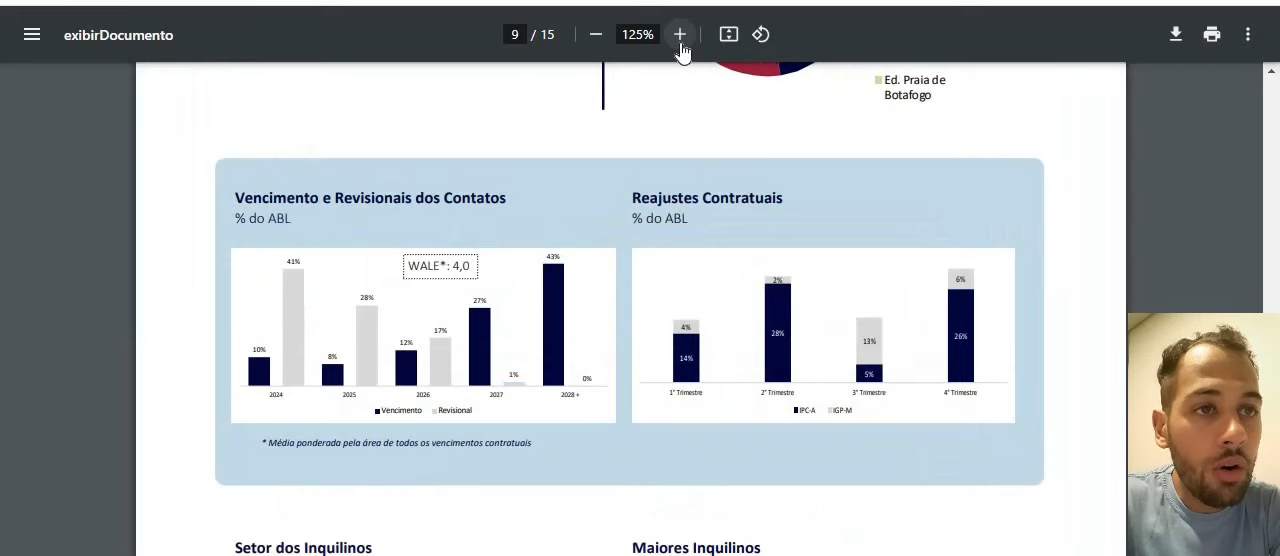 exibirDocumento
9 / 15
125%
Ed. Praia de
Botafogo
Vencimento e Revisionais dos Contatos
% do ABL
WALE*: 4,0
10%
41%
8%
28%
12%
17%
27%
1%
43%
0%
2024
2025
2026
2027
2028 +
Vencimento
Revisional
* Média ponderada pela área de todos os vencimentos contratuais
Reajustes Contratuais
% do ABL
4%
14%
2%
28%
13%
5%
6%
26%
1° Trimestre
2° Trimestre
3° Trimestre
4° Trimestre
IPC-A
IGP-M
Setor dos Inquilinos
Maiores Inquilinos